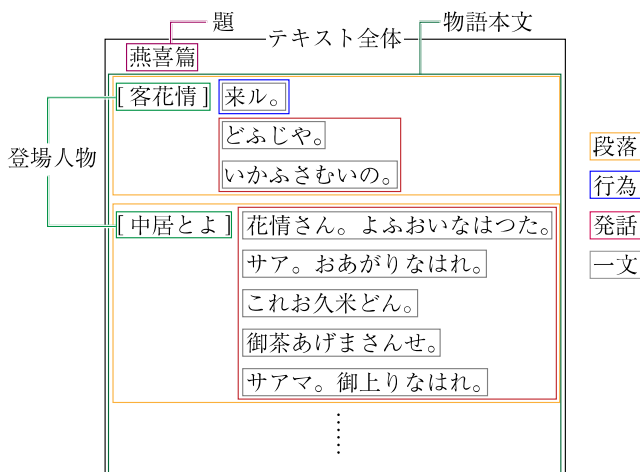 題
物語本文
テキスト全体
燕喜篇
[客花情] 来ル。
どふじや。
いかふさむいの。
登場人物
[中居とよ] 花情さん。よふおいなはつた。
サア。おあがりなはれ。
これお久米どん。
御茶あげまさんせ。
サアマ。御上りなはれ。
段落
行為
発話
一文